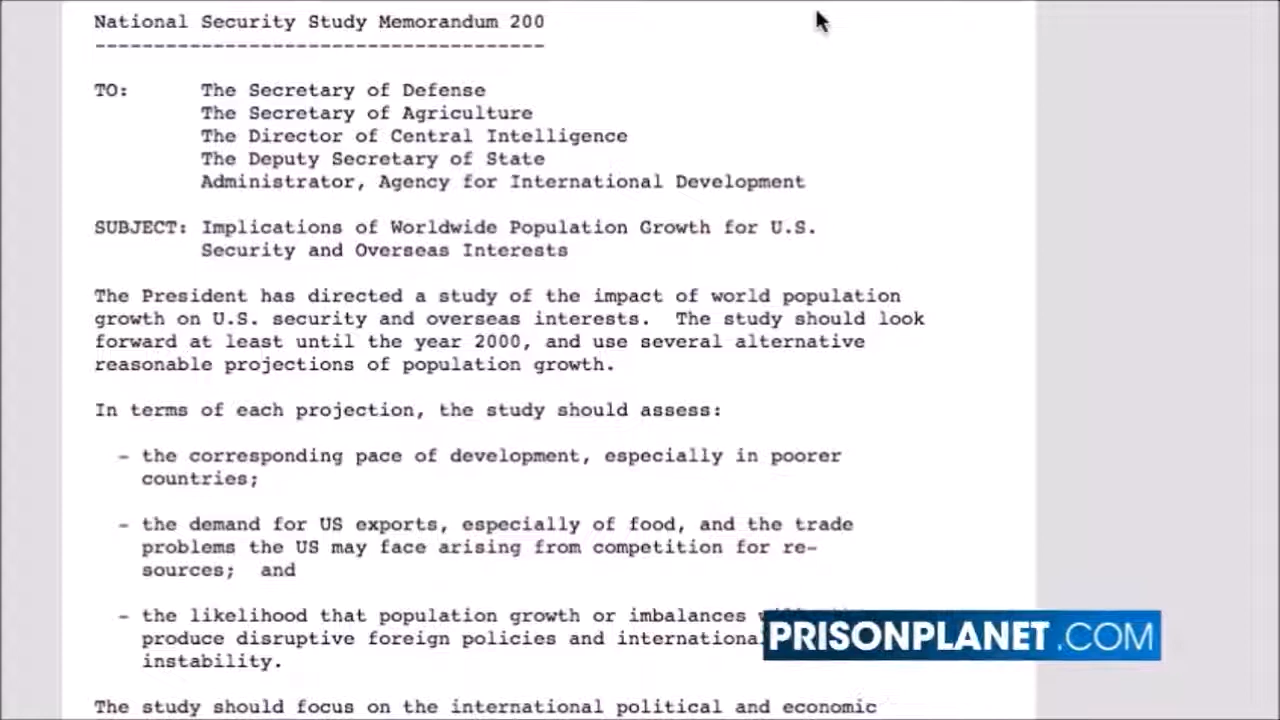 National Security Study Memorandum 200
--------------------------------------
TO: The Secretary of Defense
The Secretary of Agriculture
The Director of Central Intelligence
The Deputy Secretary of State
Administrator, Agency for International Development
SUBJECT: Implications of Worldwide Population Growth for U.S.
Security and Overseas Interests
The President has directed a study of the impact of world population
growth on U.S. security and overseas interests. The study should look
forward at least until the year 2000, and use several alternative
reasonable projections of population growth.
In terms of each projection, the study should assess:
- the corresponding pace of development, especially in poorer
countries;
- the demand for US exports, especially of food, and the trade
problems the US may face arising from competition for re-
sources; and
- the likelihood that population growth or imbalances
produce disruptive foreign policies and international
instability.
PRISONPLANET.COM
The study should focus on the international political and economic